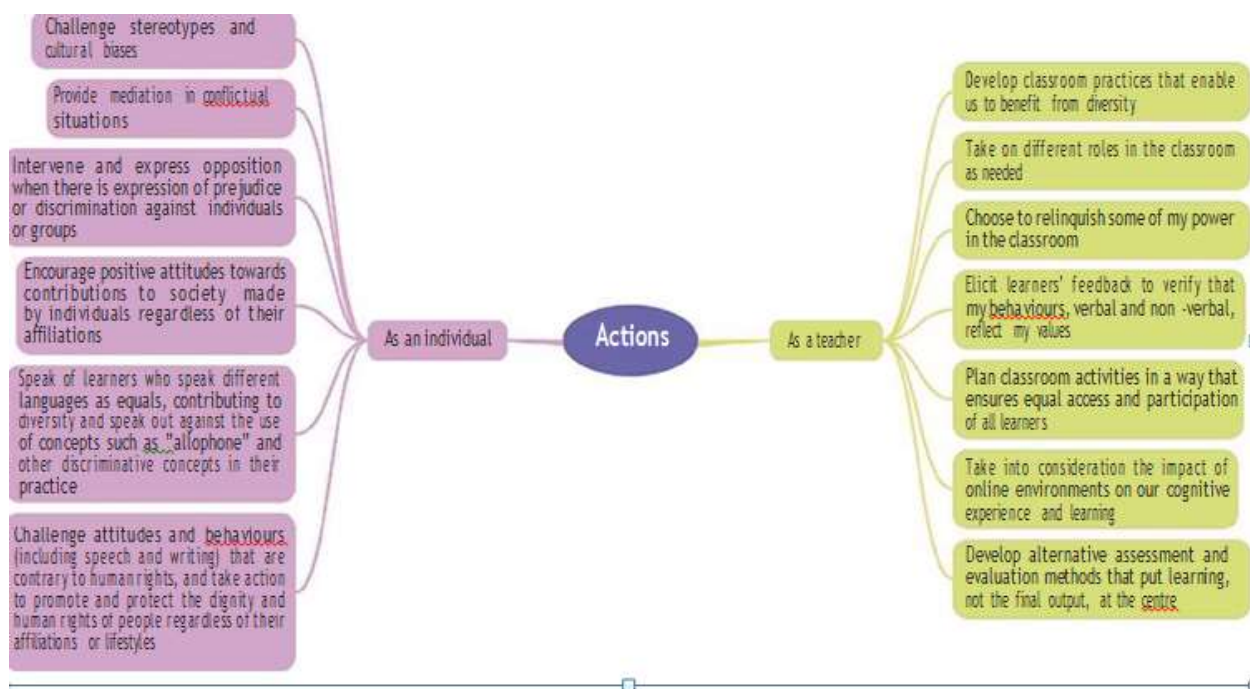 Challenge stereotypes and
cultural biases
Provide mediation in conflictual
situations
Intervene and express opposition
when there is expression of prejudice
or discrimination against individuals
or groups
Encourage positive attitudes towards
contributions to society made
by individuals regardless of their
affiliations
Speak of learners who speak different
languages as equals, contributing to
diversity and speak out against the use
of concepts such as "allophone" and
other discriminative concepts in their
practice
Challenge attitudes and behaviours
(including speech and writing) that are
contrary to human rights, and take action
to promote and protect the dignity and
human rights of people regardless of their
affiliations or lifestyles
As an individual
Actions
As a teacher
Develop classroom practices that enable
us to benefit from diversity
Take on different roles in the classroom
as needed
Choose to relinquish some of my power
in the classroom
Elicit learners' feedback to verify that
my behaviours, verbal and non -verbal,
reflect my values
Plan classroom activities in a way that
ensures equal access and participation
of all learners
Take into consideration the impact of
online environments on our cognitive
experience and learning
Develop alternative assessment and
evaluation methods that put learning,
not the final output, at the centre